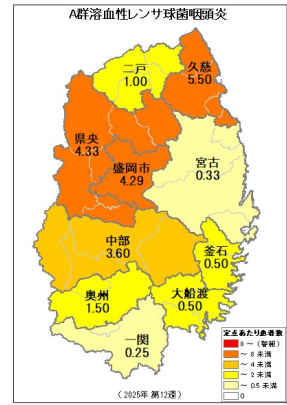 A群溶血性レンサ球菌咽頭炎
二戸
1.00
久慈
5.50
県央
4.33
盛岡市
4.29
宮古
0.33
中部
3.60
釜石
0.50
奥州
1.50
大船渡
0.50
一関
0.25
定点あたり患者数
8 ～ (警報)
～ 8 未満
～ 4 未満
～ 2 未満
～ 0.5 未満
0
（ 2025年 第12週 ）